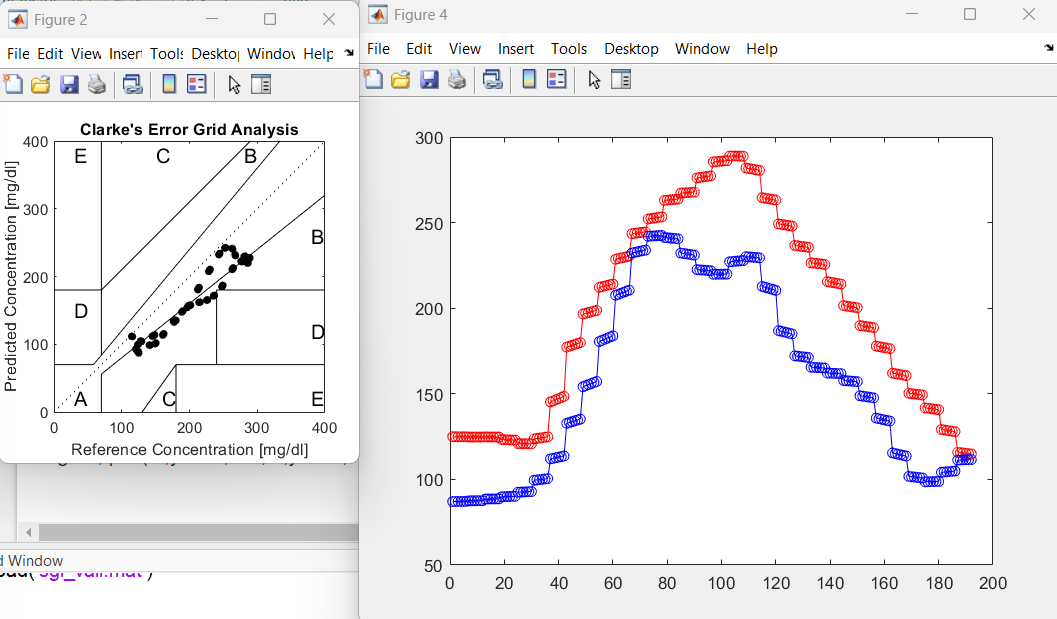 Figure 2
File Edit View Insert Tools Desktop Window Help
Clarke's Error Grid Analysis
E C B
B
D
D
A C E
400
300
200
100
0
0 100 200 300 400
Predicted Concentration [mg/dl]
Reference Concentration [mg/dl]
d Window
Figure 4
File Edit View Insert Tools Desktop Window Help
300
250
200
150
100
50
0 20 40 60 80 100 120 140 160 180 200